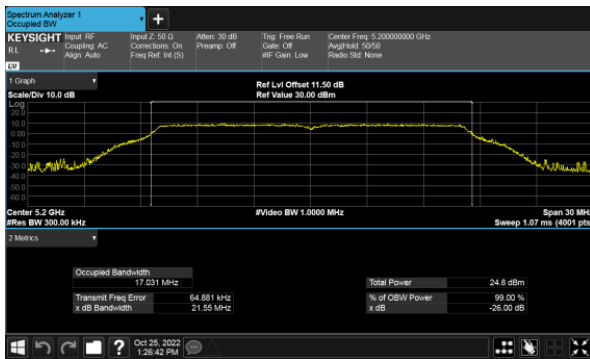 Spectrum Analyzer 1
Occupied BW
+
KEYSIGHT
RL
LM
Input: RF
Coupling: AC
Align: Auto
Input Z: 50 Ω
Corrections: On
Freq Ref: Int (S)
Atten: 30 dB
Preamp: Off
Trig: Free Run
Gate: Off
#IF Gain: Low
Center Freq: 5.200000000 GHz
Avg|Hold: 50/50
Radio Std: None
1 Graph
Scale/Div 10.0 dB
Ref Lvl Offset 11.50 dB
Ref Value 30.00 dBm
Log
20.0
10.0
0.00
-10.0
-20.0
-30.0
-40.0
-50.0
-60.0
Center 5.2 GHz
#Res BW 300.00 kHz
#Video BW 1.0000 MHz
Span 30 MHz
Sweep 1.07 ms (4001 pts)
2 Metrics
Occupied Bandwidth
17.031 MHz
Transmit Freq Error 64.881 kHz
x dB Bandwidth 21.55 MHz
Total Power 24.8 dBm
% of OBW Power 99.00 %
x dB -26.00 dB
?
Oct 25, 2022
1:26:42 PM